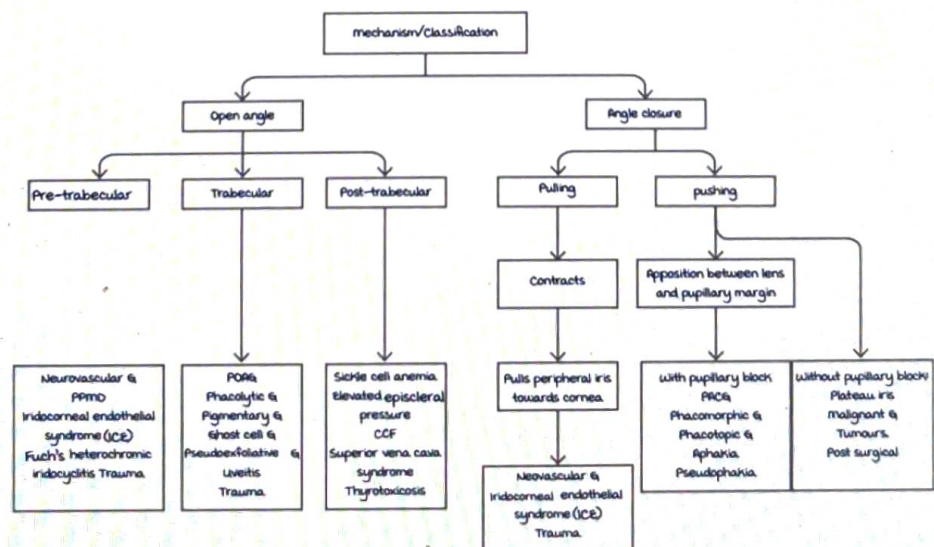 mechanism/Classification
Open angle
Angle closure
Pre-trabecular
Trabecular
Post-trabecular
Pulling
pushing
Contracts
Apposition between lens
and pupillary margin
Neurovascular G
PPMD
Iridocorneal endothelial
syndrome (ICE)
Fuch's heterochromic
iridocyclitis Trauma
POAG
Phacolytic G
Pigmentary G
Ghost cell G
Pseudoexfoliative G
Uveitis
Trauma
Sickle cell anemia
Elevated episcleral
pressure
CCF
Superior vena cava
syndrome
Thyrotoxicosis
Pulls peripheral iris
towards cornea
With pupillary block
PACG
Phacomorphic G
Phacotopic G
Aphakia
Pseudophakia
Without pupillary block
Plateau iris
malignant G
Tumours
Post surgical
Neovascular G
Iridocorneal endothelial
syndrome (ICE)
Trauma